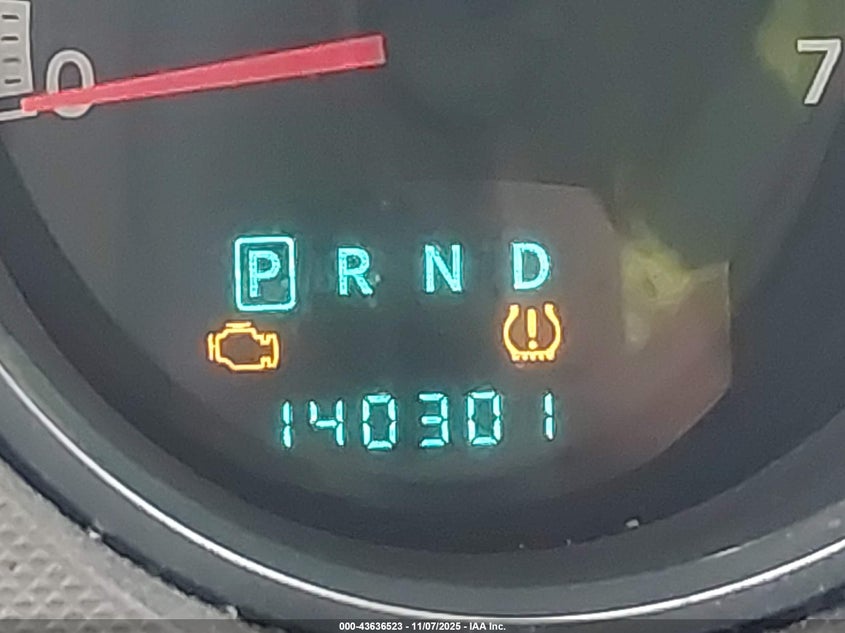 0 7
P R N D
140301
000-43636523 - 11/07/2025 - IAA Inc.